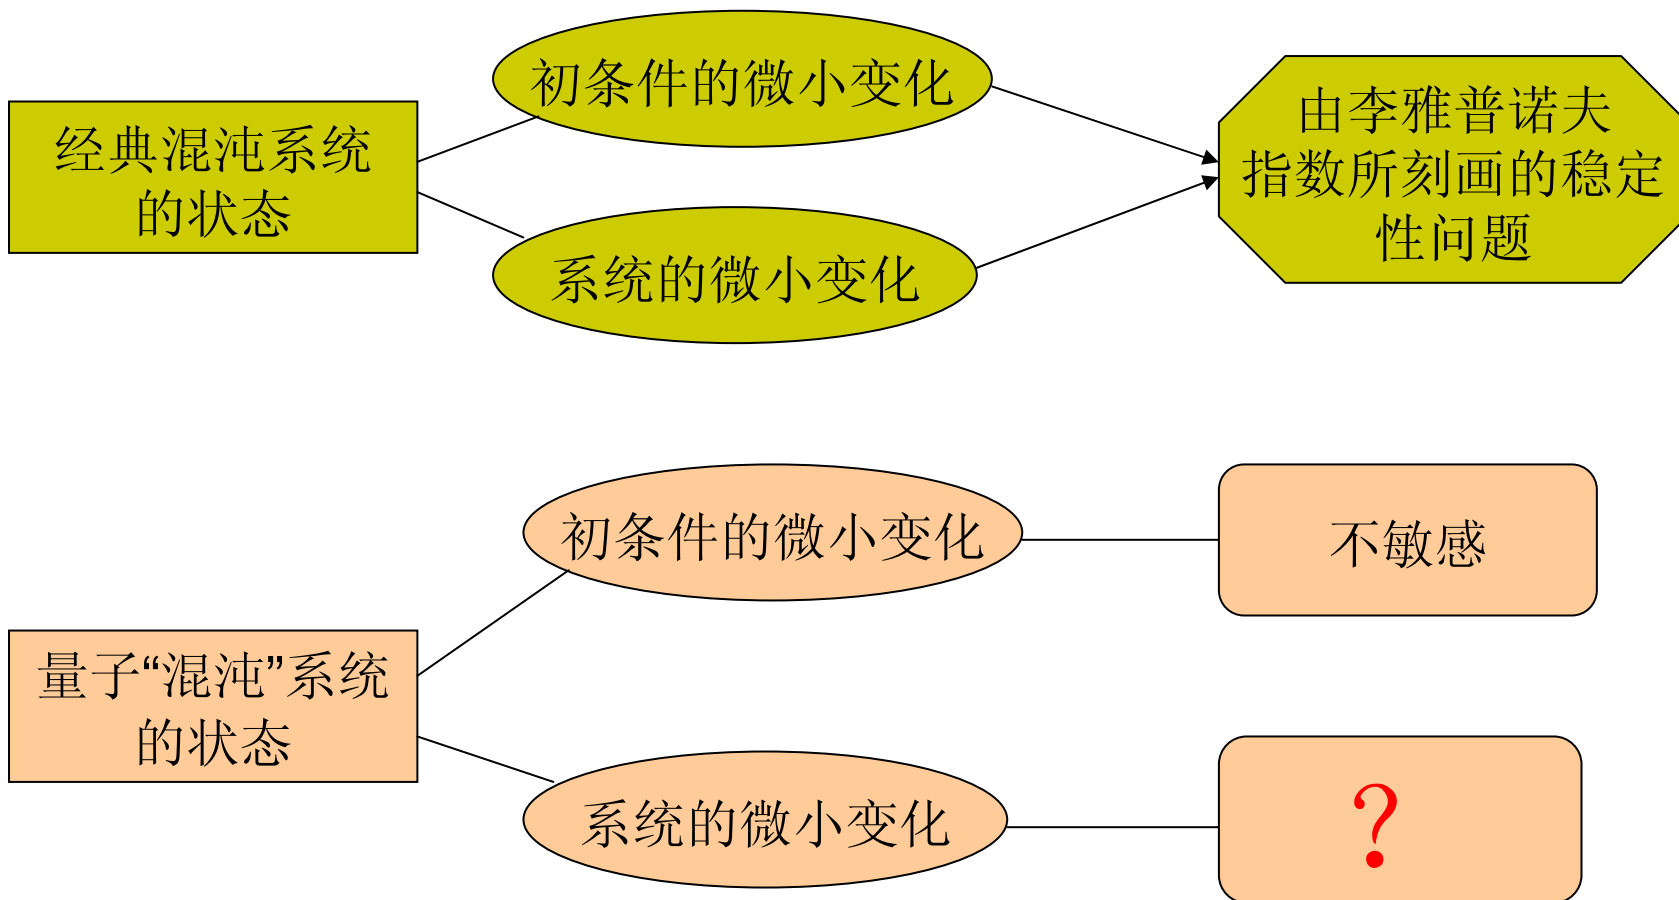 初条件的微小变化
经典混沌系统
的状态
系统的微小变化
由李雅普诺夫
指数所刻画的稳定
性问题
初条件的微小变化
不敏感
量子“混沌”系统
的状态
系统的微小变化
？